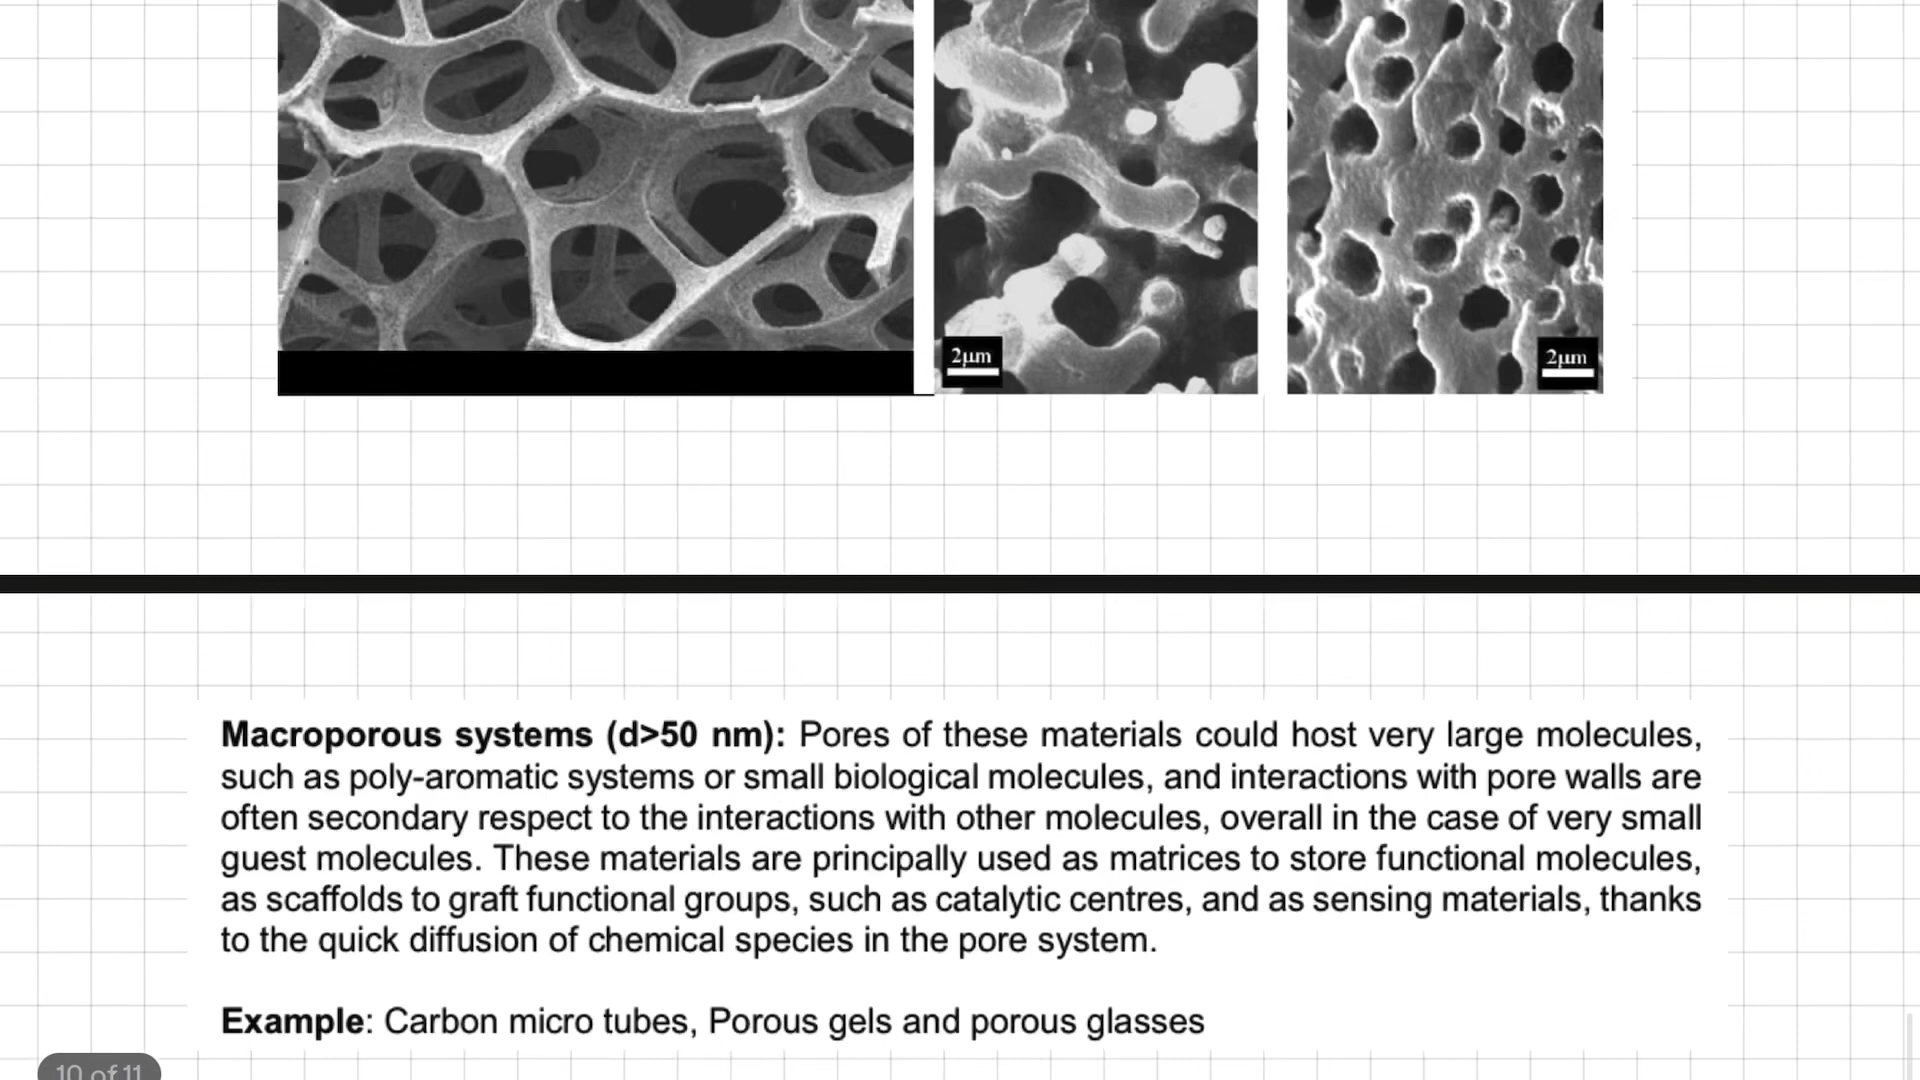 2μm
2μm
Macroporous systems (d>50 nm): Pores of these materials could host very large molecules,
such as poly-aromatic systems or small biological molecules, and interactions with pore walls are
often secondary respect to the interactions with other molecules, overall in the case of very small
guest molecules. These materials are principally used as matrices to store functional molecules,
as scaffolds to graft functional groups, such as catalytic centres, and as sensing materials, thanks
to the quick diffusion of chemical species in the pore system.
Example: Carbon micro tubes, Porous gels and porous glasses
10 of 11